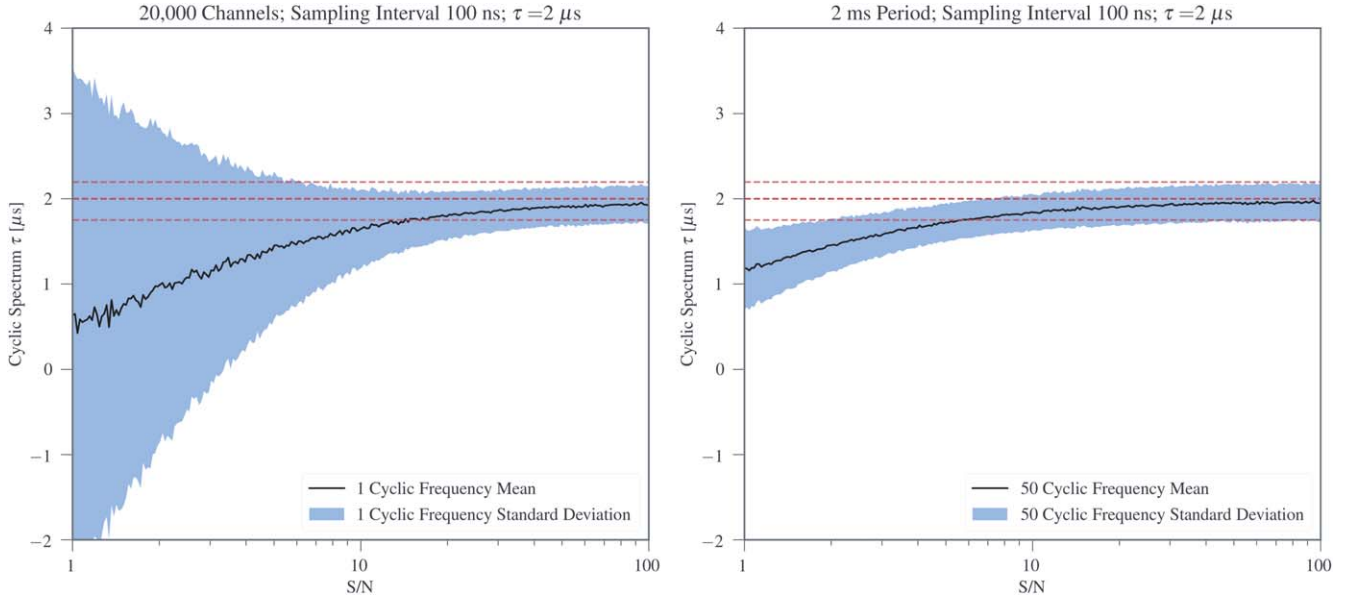 20,000 Channels; Sampling Interval 100 ns; τ =2 μs
4
3
2
1
0
−1
−2
Cyclic Spectrum τ [μs]
1 Cyclic Frequency Mean
1 Cyclic Frequency Standard Deviation
1
10
100
S/N
2 ms Period; Sampling Interval 100 ns; τ =2 μs
4
3
2
1
0
−1
−2
Cyclic Spectrum τ [μs]
50 Cyclic Frequency Mean
50 Cyclic Frequency Standard Deviation
1
10
100
S/N